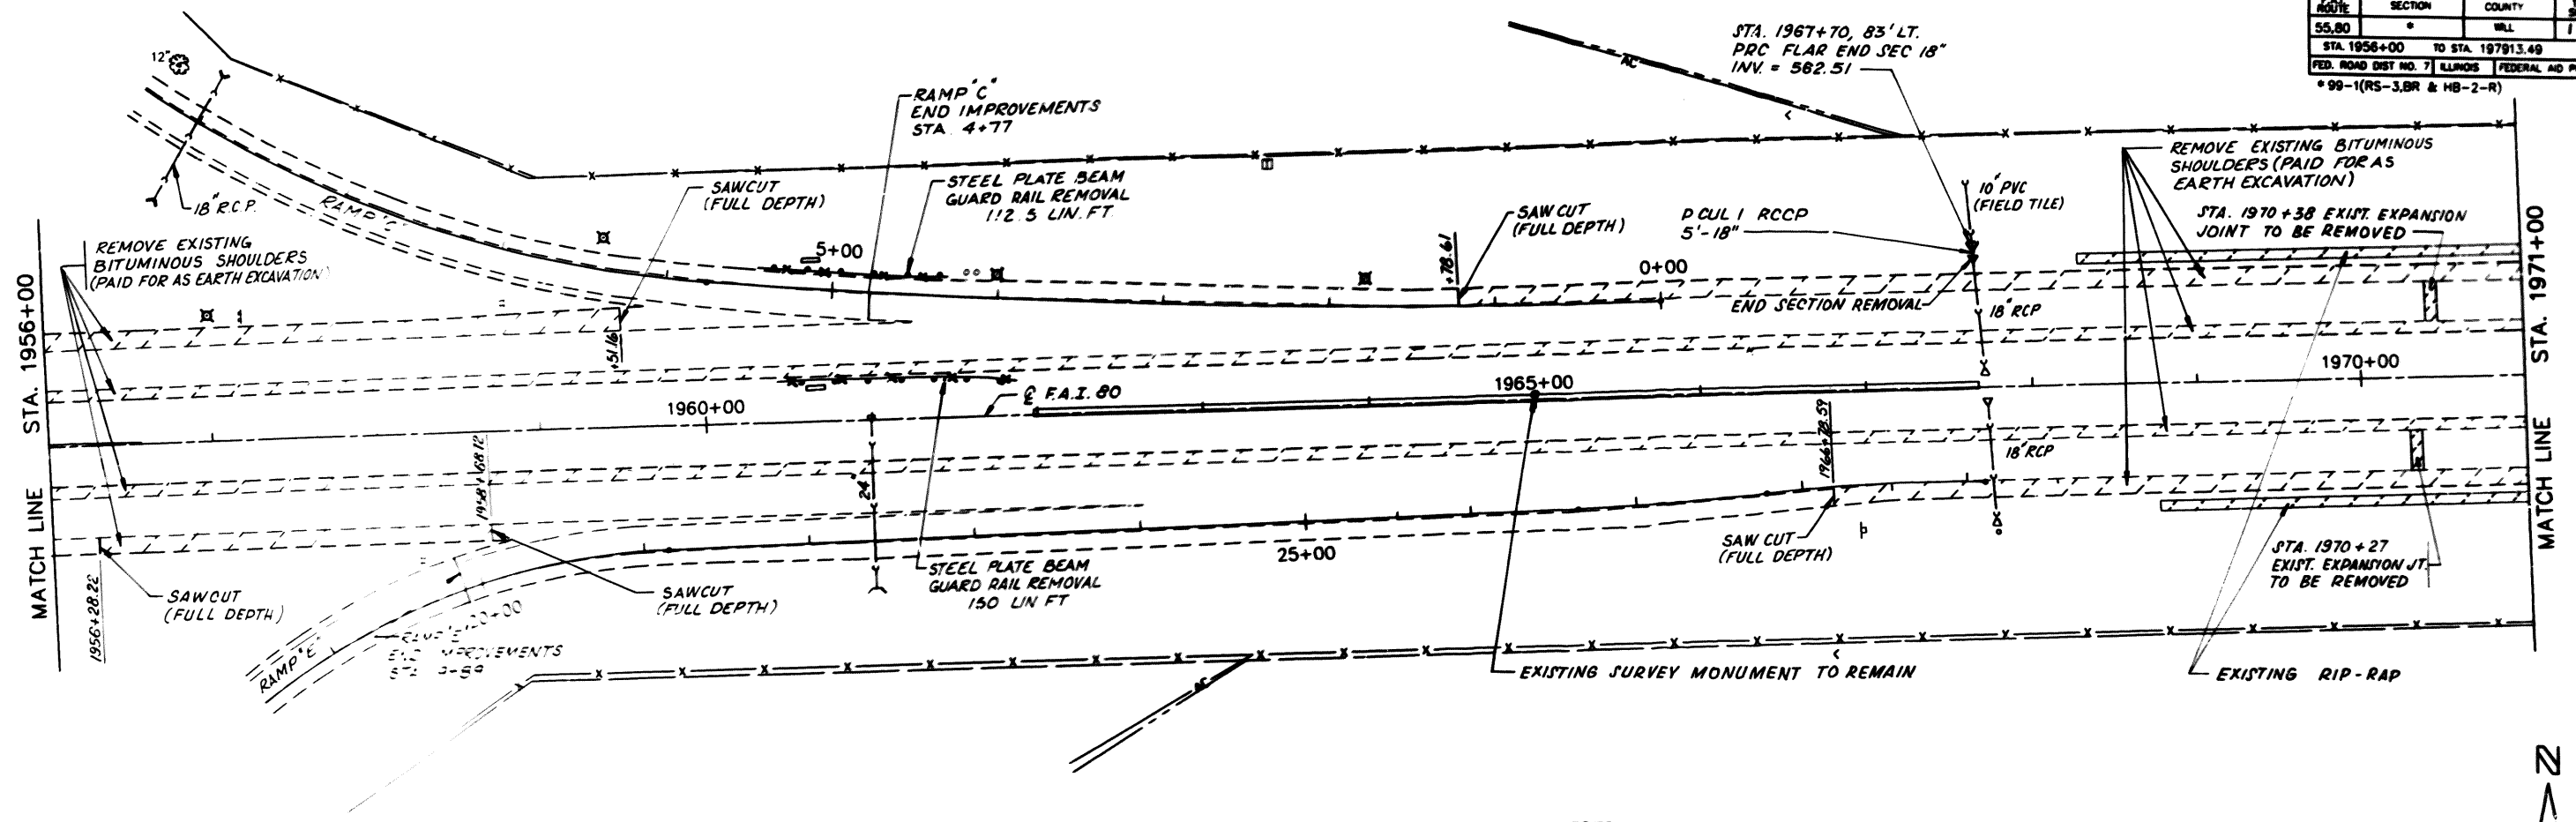 ROUTE SECTION COUNTY
55,80 * WILL 1
STA. 1956+00 TO STA. 197913.49
FED. ROAD DIST NO. 7 ILLINOIS FEDERAL AID
*99-1(RS-3,BR & HB-2-R)
12"
18" R.C.P.
RAMP "C"
RAMP "C"
END IMPROVEMENTS
STA. 4+77
SAWCUT
(FULL DEPTH)
STEEL PLATE BEAM
GUARD RAIL REMOVAL
112.5 LIN. FT.
AC
STA. 1967+70, 83' LT.
PRC FLAR END SEC 18"
INV. = 562.51
SAW CUT
(FULL DEPTH)
P CUL 1 RCCP
5'-18"
10" PVC
(FIELD TILE)
REMOVE EXISTING BITUMINOUS
SHOULDERS (PAID FOR AS
EARTH EXCAVATION)
STA. 1970+38 EXIST. EXPANSION
JOINT TO BE REMOVED
REMOVE EXISTING
BITUMINOUS SHOULDERS
(PAID FOR AS EARTH EXCAVATION)
5+00
+78.61
0+00
END SECTION REMOVAL
18" RCP
+51.16
MATCH LINE STA. 1956+00
MATCH LINE STA. 1971+00
1960+00
℄ F.A.I. 80
1965+00
1970+00
1958+68.12
24"
1966+78.59
18" RCP
25+00
SAW CUT
(FULL DEPTH)
STA. 1970+27
EXIST. EXPANSION JT.
TO BE REMOVED
1956+28.22
SAWCUT
(FULL DEPTH)
SAWCUT
(FULL DEPTH)
STEEL PLATE BEAM
GUARD RAIL REMOVAL
150 LIN FT
20+00
RAMP "E"
RAMP "E"
END IMPROVEMENTS
STA
AC
EXISTING SURVEY MONUMENT TO REMAIN
EXISTING RIP-RAP
N